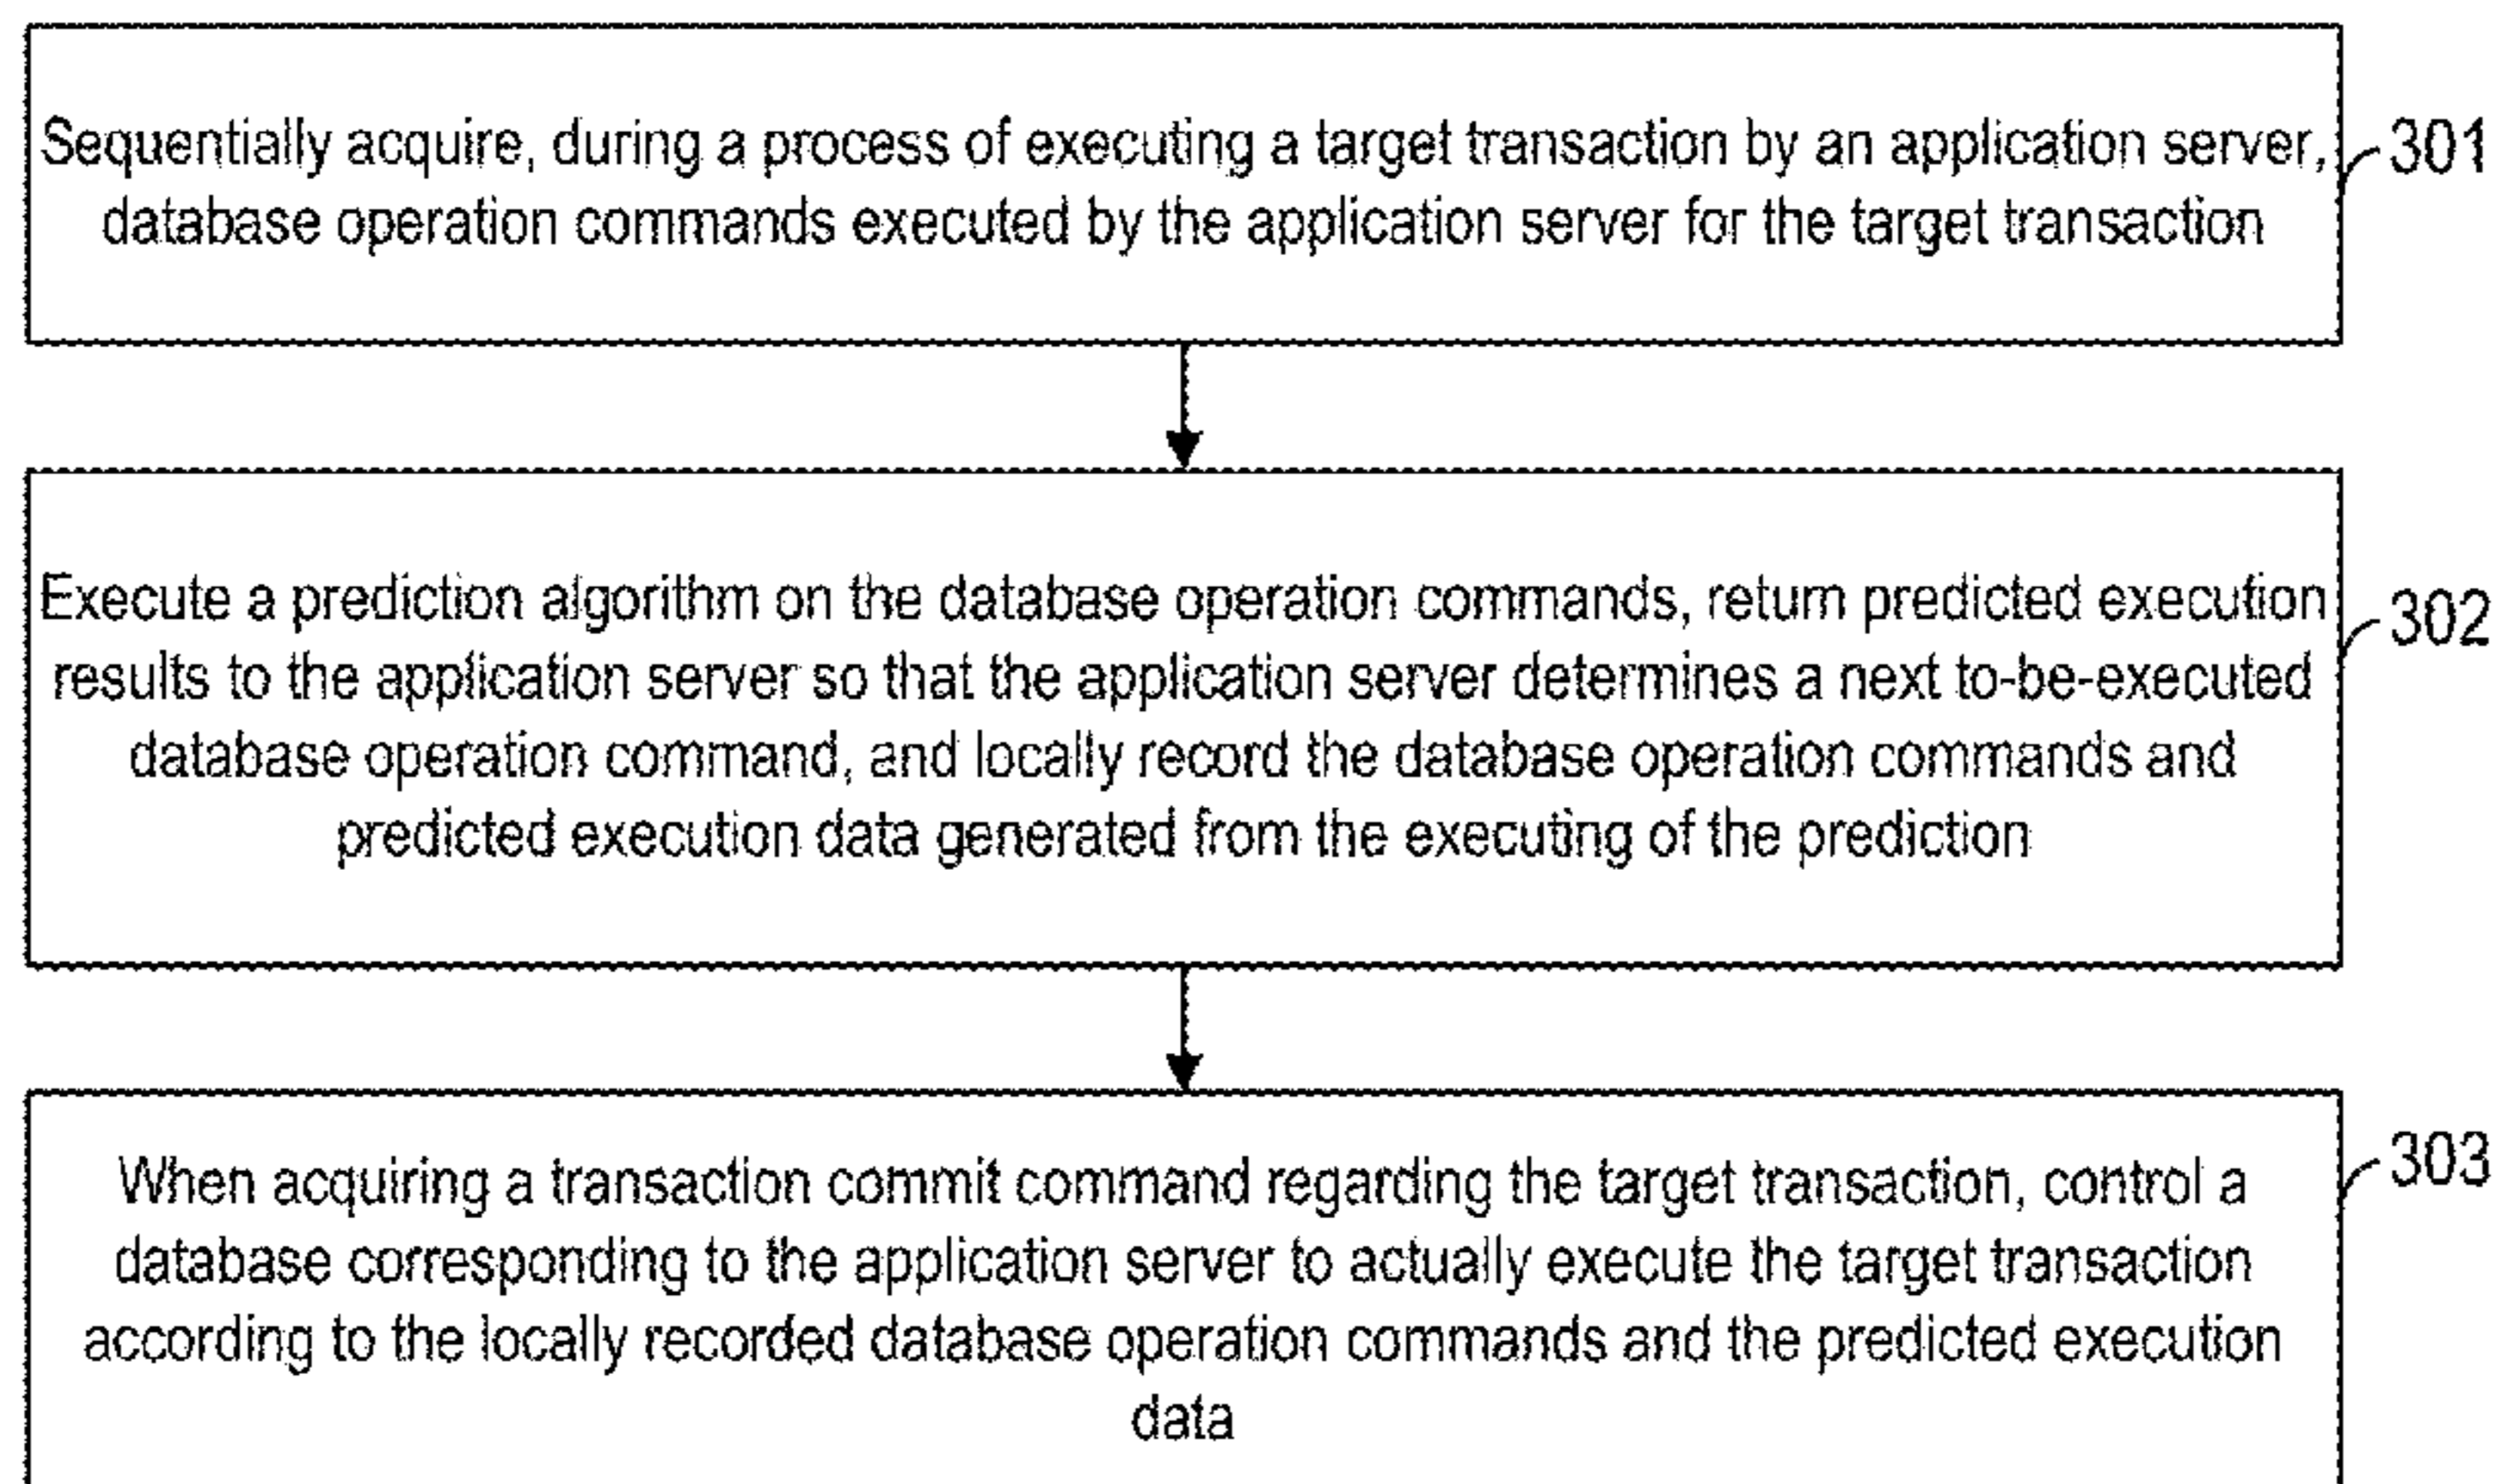 Sequentially acquire, during a process of executing a target transaction by an application server,
301
database operation commands executed by the application server for the target transaction
Execute a prediction algorithm on the database operation commands, return predicted execution
302
results to the application server so that the application server determines a next to-be-executed
database operation command, and locally record the database operation commands and
predicted execution data generated from the executing of the prediction
When acquiring a transaction commit command regarding the target transaction, control a
303
database corresponding to the application server to actually execute the target transaction
according to the locally recorded database operation commands and the predicted execution
data